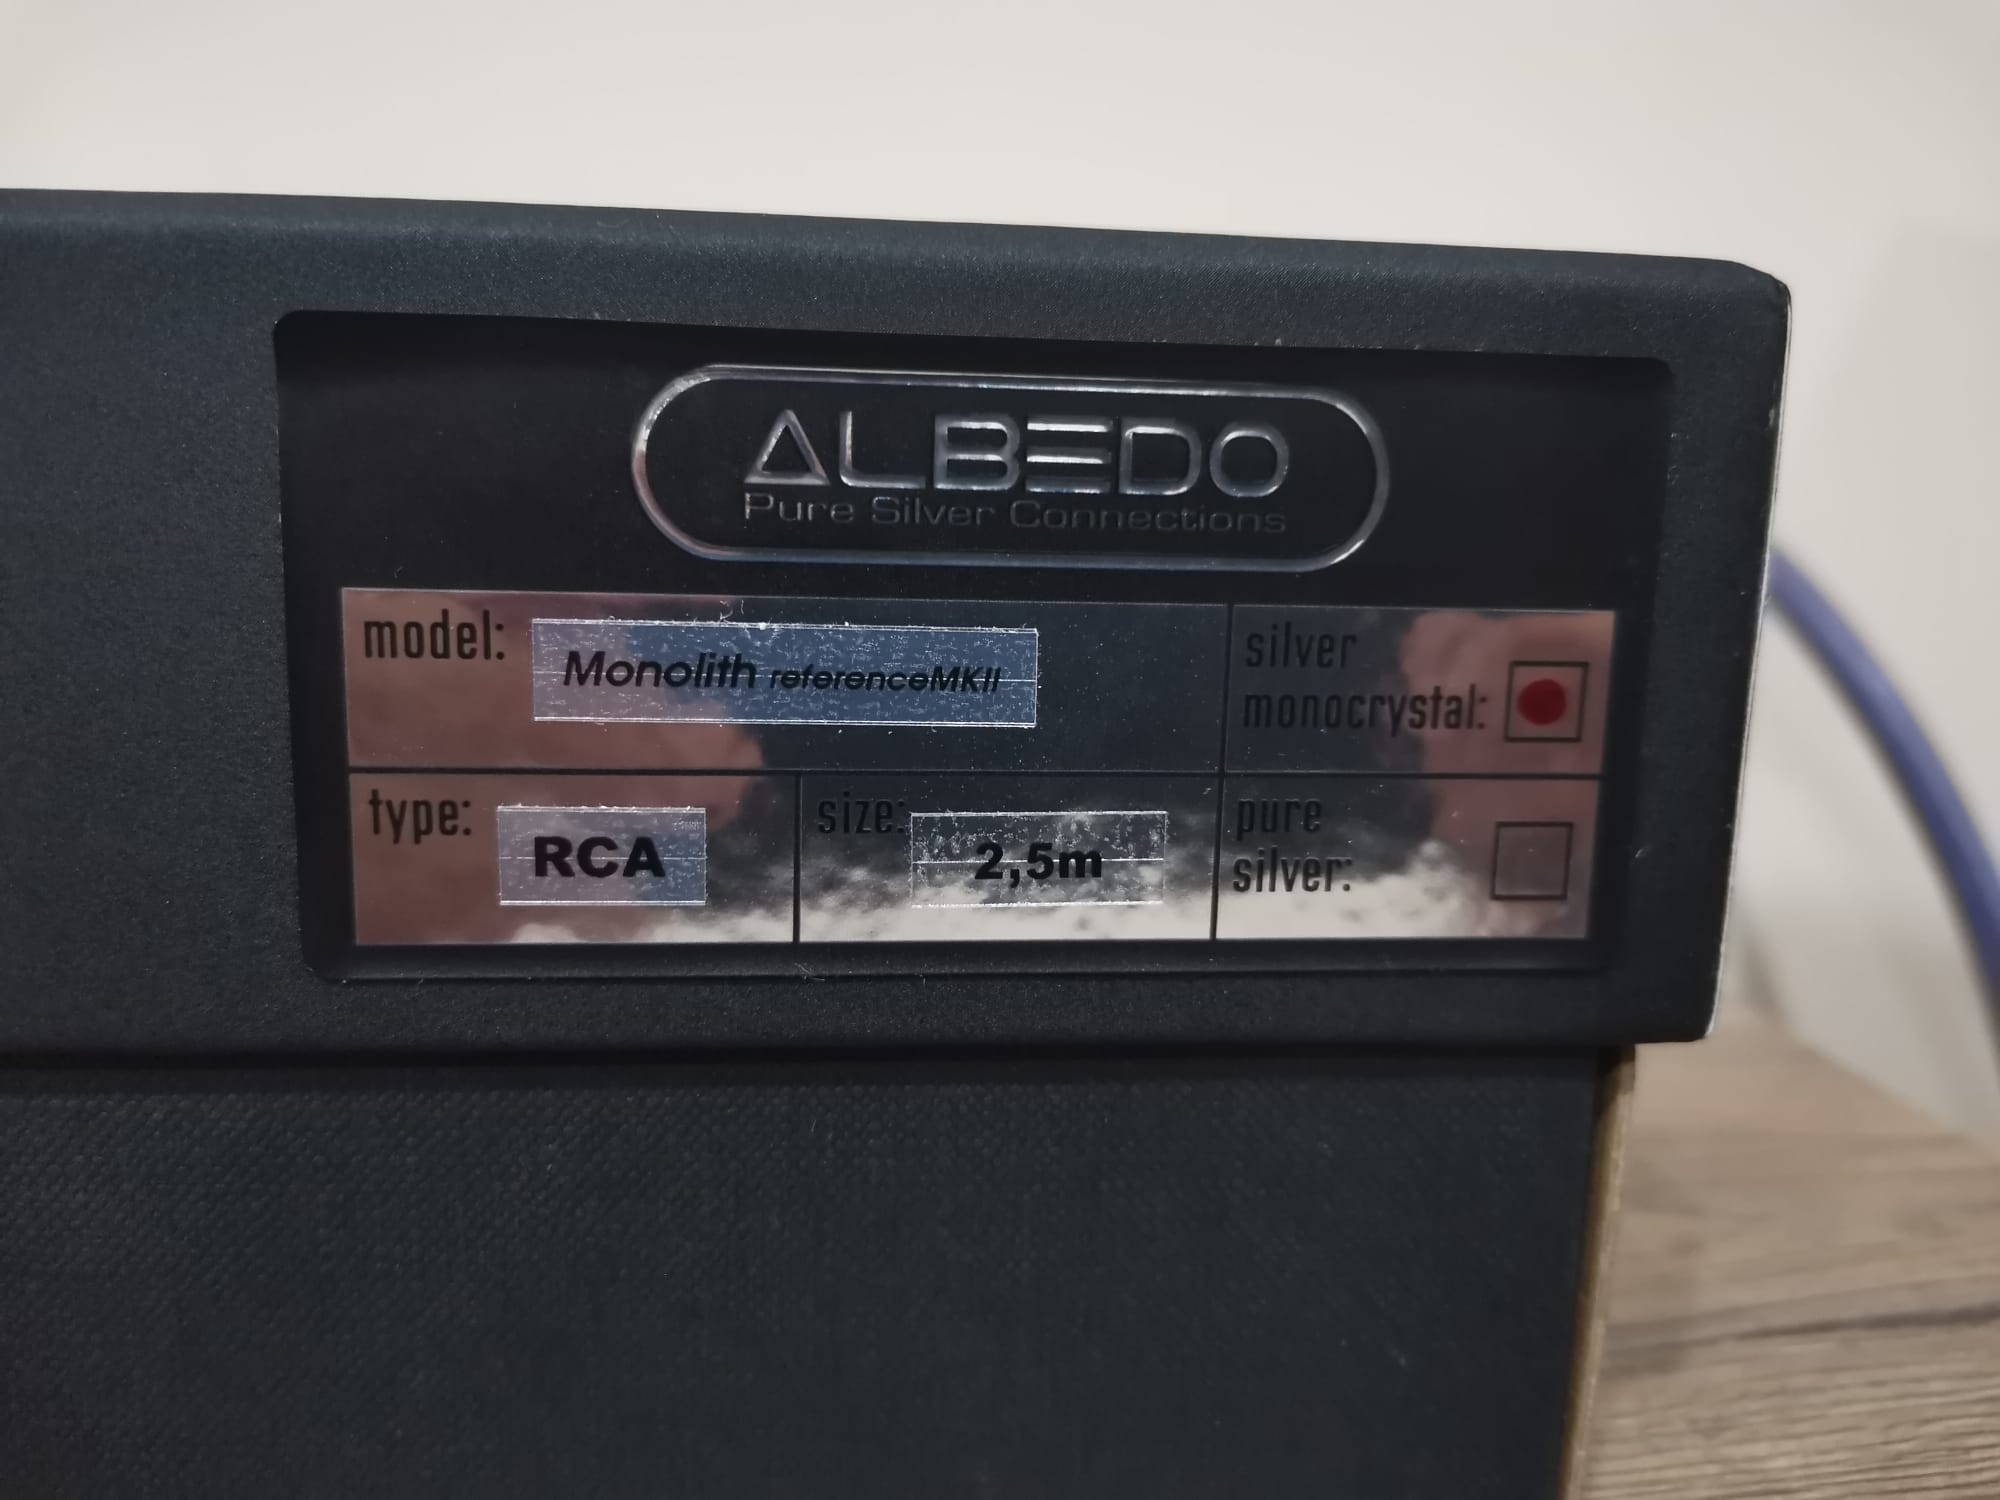 ALBEDO
Pure Silver Connections
model: Monolith referenceMKII
silver
monocrystal:
type: RCA
size: 2,5m
pure
silver: